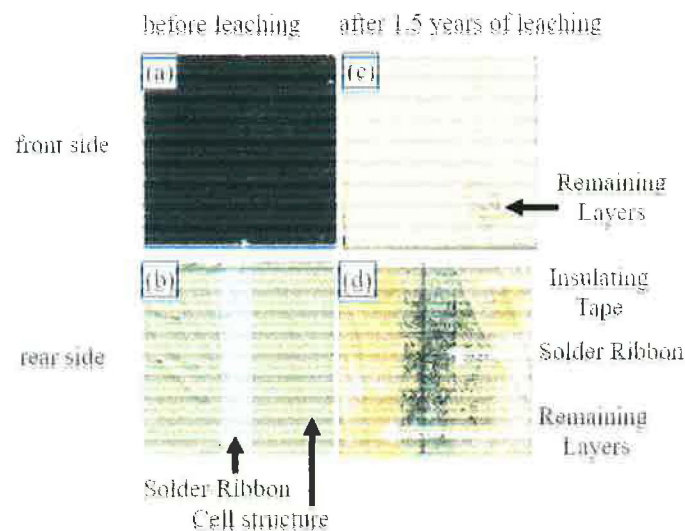 before leaching
after 1.5 years of leaching
(a)
(c)
front side
Remaining
Layers
(b)
(d)
Insulating
Tape
rear side
Solder Ribbon
Remaining
Layers
Solder Ribbon
Cell structure